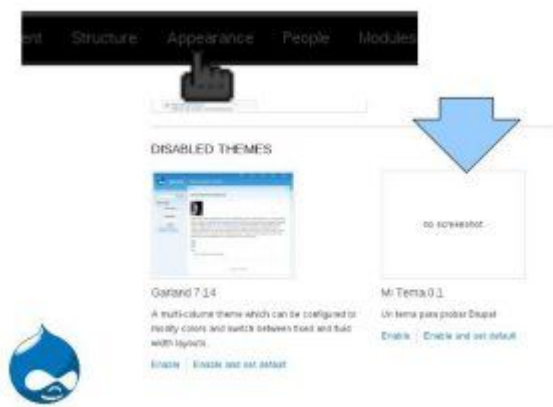 ent Structure Appearance People Modules
DISABLED THEMES
no screenshot
Garland 7.14
A multi-column theme which can be configured to
modify colors and switch between fixed and fluid
width layouts.
Enable Enable and set default
Mi Tema 0.1
Un tema para probar Drupal
Enable Enable and set default